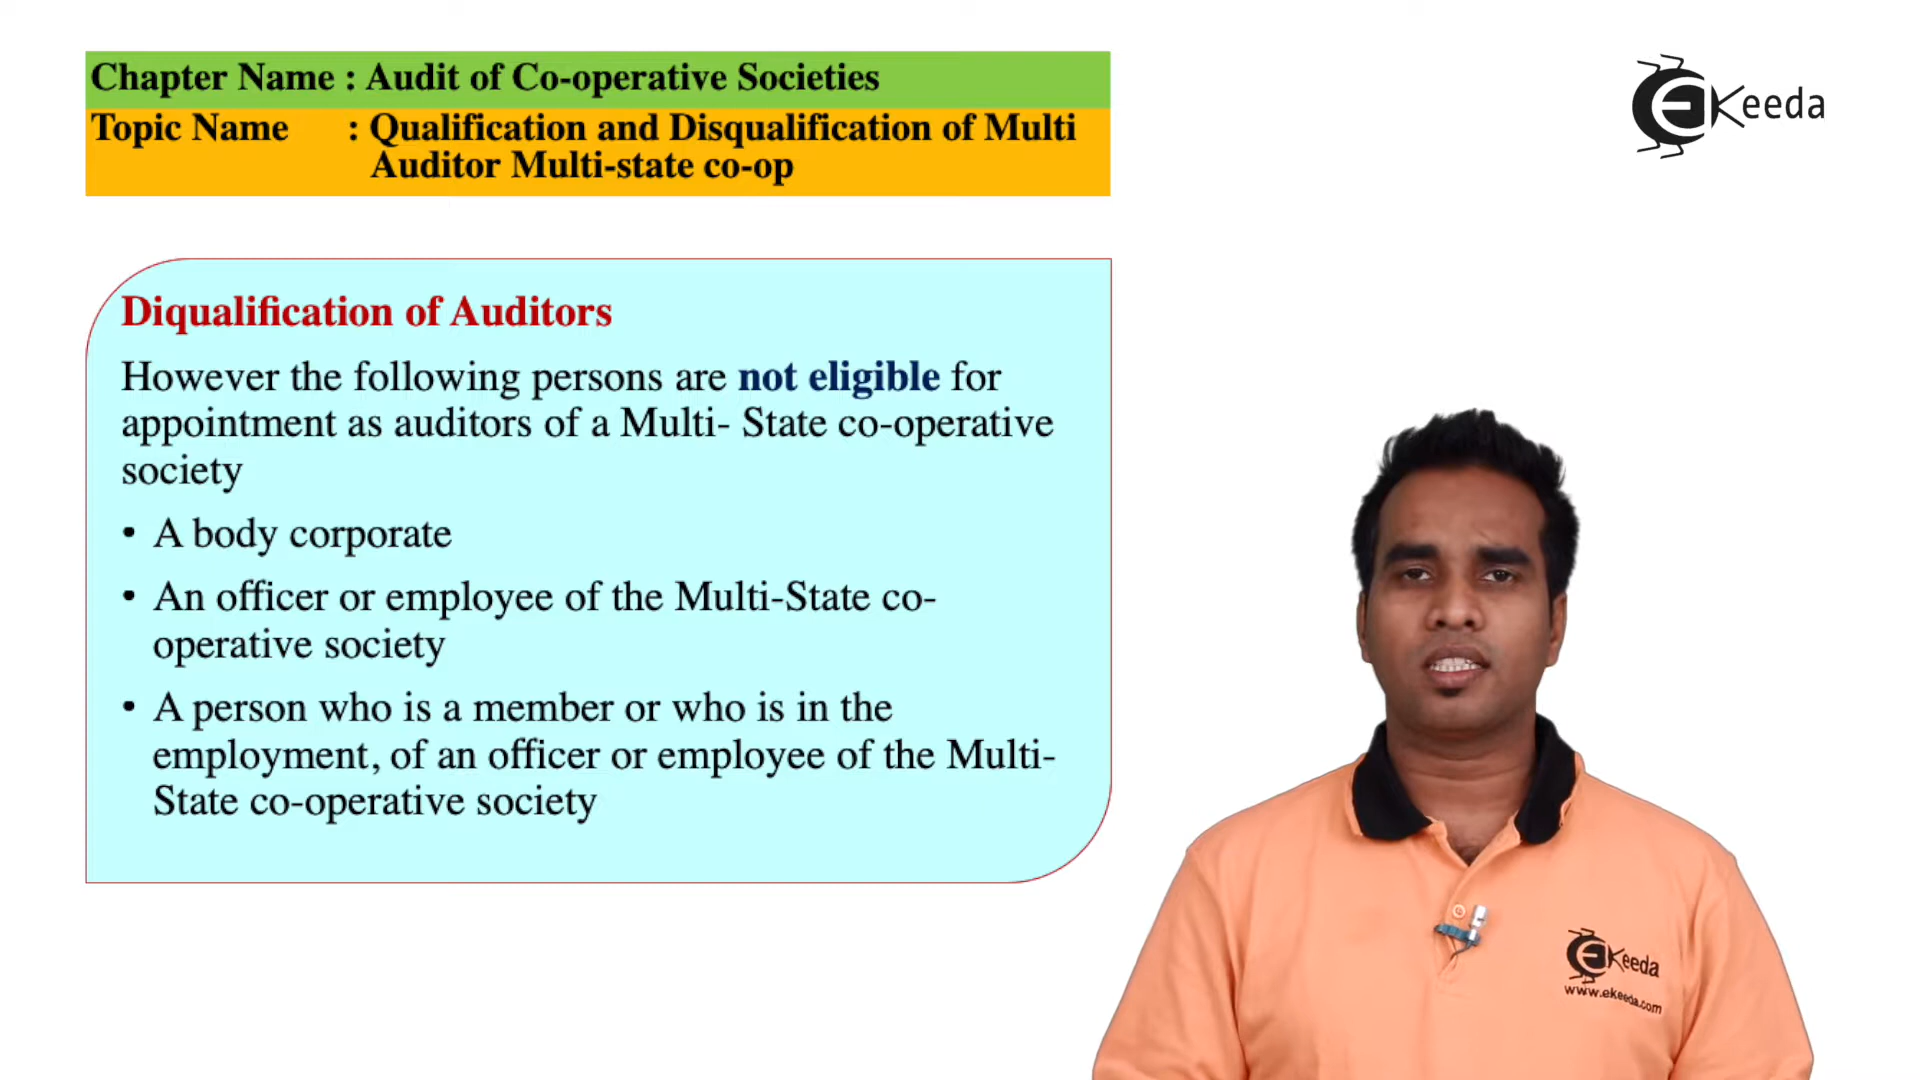 Chapter Name : Audit of Co-operative Societies
Topic Name : Qualification and Disqualification of Multi
Auditor Multi-state co-op
eKeeda
Diqualification of Auditors
However the following persons are not eligible for
appointment as auditors of a Multi- State co-operative
society
• A body corporate
• An officer or employee of the Multi-State co-
operative society
• A person who is a member or who is in the
employment, of an officer or employee of the Multi-
State co-operative society
eKeeda
www.ekeeda.com